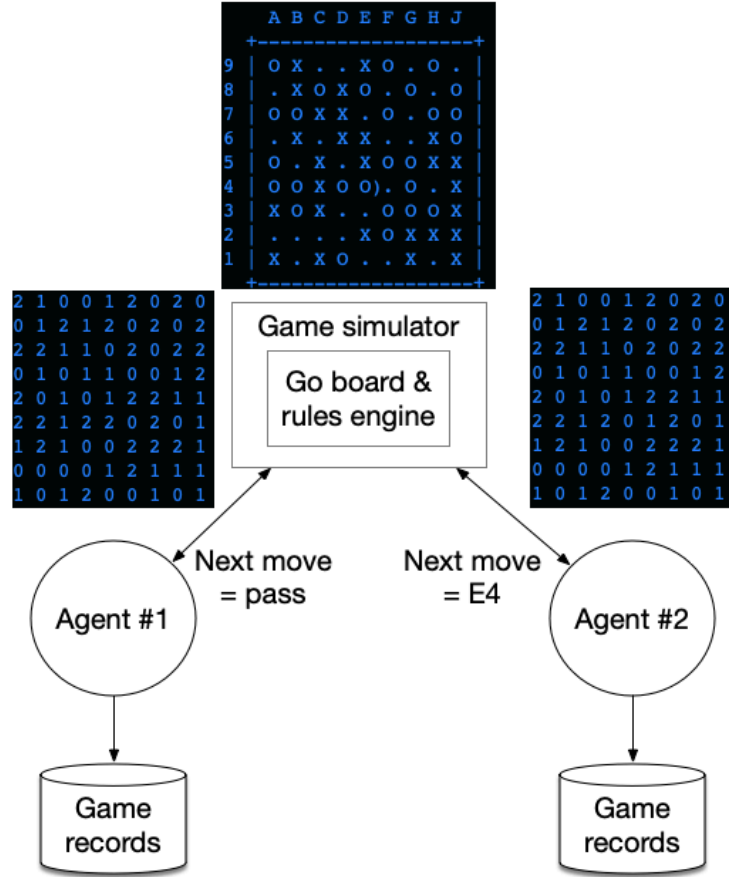 A B C D E F G H J
+-------------------+
9 | O X . . X O . O . |
8 | . X O X O . O . O |
7 | O O X X . O . O O |
6 | . X . X X . . X O |
5 | O . X . X O O X X |
4 | O O X O O). O . X |
3 | X O X . . O O O X |
2 | . . . . X O X X X |
1 | X . X O . . X . X |
+-------------------+
2 1 0 0 1 2 0 2 0
0 1 2 1 2 0 2 0 2
2 2 1 1 0 2 0 2 2
0 1 0 1 1 0 0 1 2
2 0 1 0 1 2 2 1 1
2 2 1 2 2 0 2 0 1
1 2 1 0 0 2 2 2 1
0 0 0 0 1 2 1 1 1
1 0 1 2 0 0 1 0 1
Game simulator
Go board &
rules engine
2 1 0 0 1 2 0 2 0
0 1 2 1 2 0 2 0 2
2 2 1 1 0 2 0 2 2
0 1 0 1 1 0 0 1 2
2 0 1 0 1 2 2 1 1
2 2 1 2 0 1 2 0 1
1 2 1 0 0 2 2 2 1
0 0 0 0 1 2 1 1 1
1 0 1 2 0 0 1 0 1
Next move
= pass
Next move
= E4
Agent #1
Agent #2
Game
records
Game
records